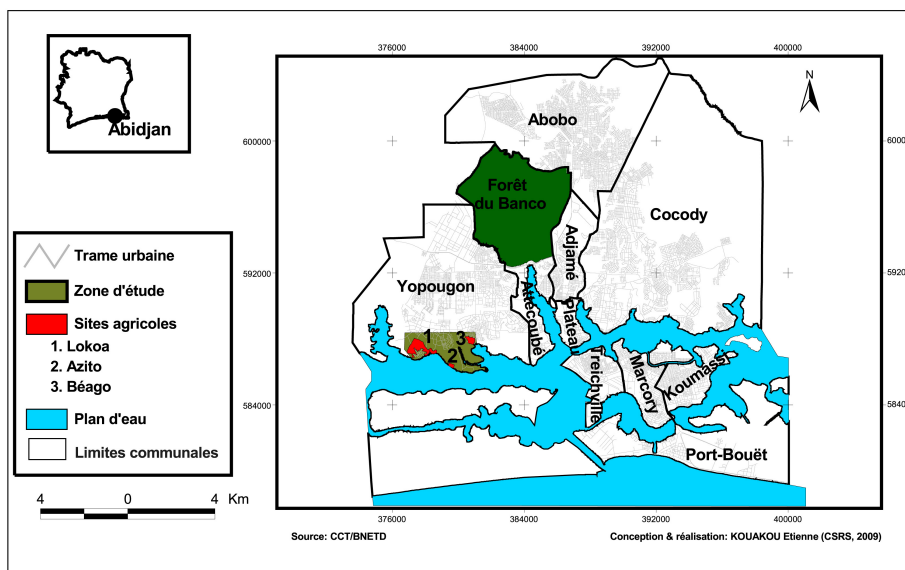 Abidjan
Trame urbaine
Zone d'étude
Sites agricoles
1. Lokoa
2. Azito
3. Béago
Plan d'eau
Limites communales
4 0 4 Km
376000 384000 392000 400000
N
600000 600000
592000 592000
584000 584000
Abobo
Forêt
du Banco
Cocody
Adjamé
Yopougon
Attécoubé
Plateau
1 3
2
Treichville
Marcory
Koumassi
Port-Bouët
376000 384000 392000 400000
Source: CCT/BNETD Conception & réalisation: KOUAKOU Etienne (CSRS, 2009)